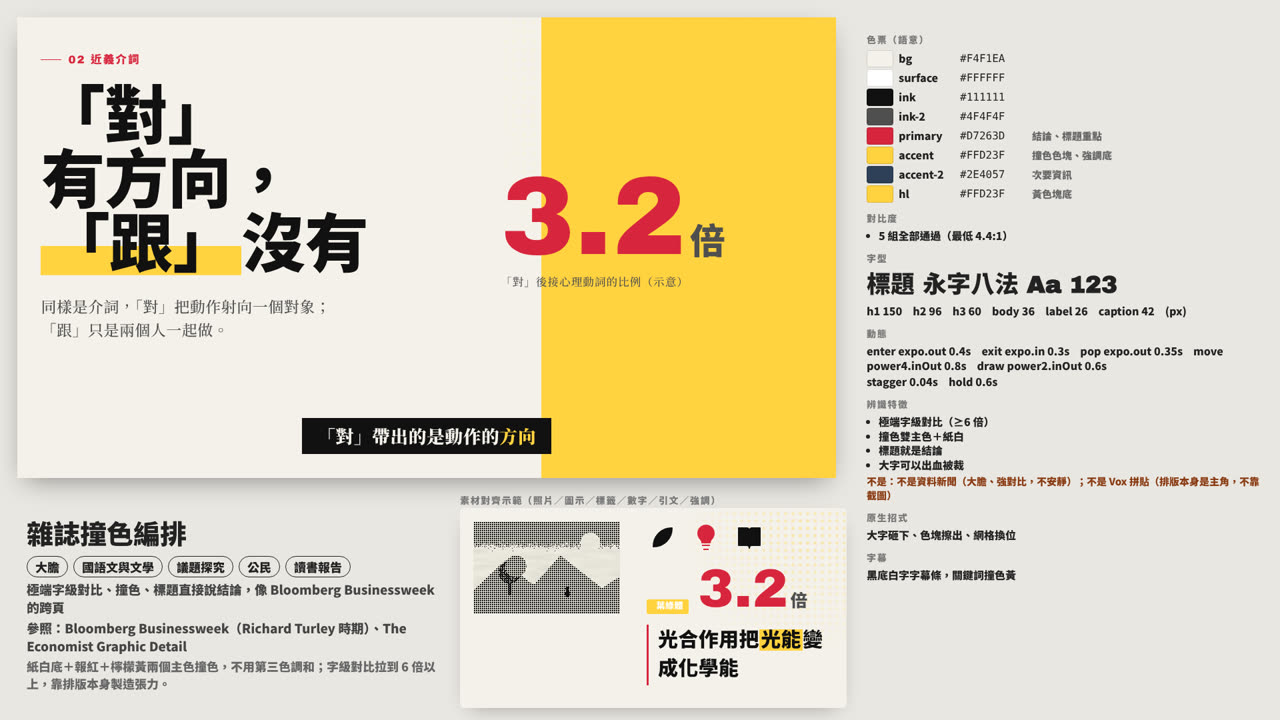 02 近義介詞
「對」
有方向，
「跟」沒有
同樣是介詞，「對」把動作射向一個對象；
「跟」只是兩個人一起做。
3.2倍
「對」後接心理動詞的比例（示意）
「對」帶出的是動作的方向
雜誌撞色編排
大膽 國語文與文學 議題探究 公民 讀書報告
極端字級對比、撞色、標題直接說結論，像 Bloomberg Businessweek
的跨頁
參照：Bloomberg Businessweek（Richard Turley 時期）、The
Economist Graphic Detail
紙白底＋報紅＋檸檬黃兩個主色撞色，不用第三色調和；字級對比拉到 6 倍以
上，靠排版本身製造張力。
素材對齊示範（照片／圖示／標籤／數字／引文／強調）
葉綠體
3.2倍
光合作用把光能變
成化學能
色票（語意）
bg #F4F1EA
surface #FFFFFF
ink #111111
ink-2 #4F4F4F
primary #D7263D 結論、標題重點
accent #FFD23F 撞色色塊、強調底
accent-2 #2E4057 次要資訊
hl #FFD23F 黃色塊底
對比度
• 5 組全部通過（最低 4.4:1）
字型
標題 永字八法 Aa 123
h1 150 h2 96 h3 60 body 36 label 26 caption 42 (px)
動態
enter expo.out 0.4s exit expo.in 0.3s pop expo.out 0.35s move
power4.inOut 0.8s draw power2.inOut 0.6s
stagger 0.04s hold 0.6s
辨識特徵
• 極端字級對比（≥6 倍）
• 撞色雙主色＋紙白
• 標題就是結論
• 大字可以出血被裁
不是：不是資料新聞（大膽、強對比，不安靜）；不是 Vox 拼貼（排版本身是主角，不靠
截圖）
原生招式
大字砸下、色塊擦出、網格換位
字幕
黑底白字字幕條，關鍵詞撞色黃